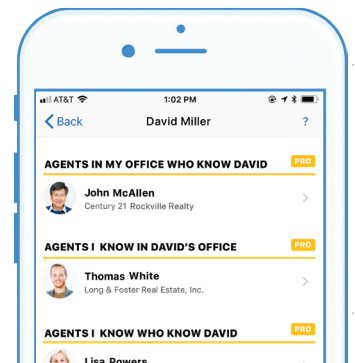 AT&T 1:02 PM
Back David Miller ?
AGENTS IN MY OFFICE WHO KNOW DAVID PRO
John McAllen
Century 21 Rockville Realty
AGENTS I KNOW IN DAVID'S OFFICE PRO
Thomas White
Long & Foster Real Estate, Inc.
AGENTS I KNOW WHO KNOW DAVID PRO
Lisa Powers